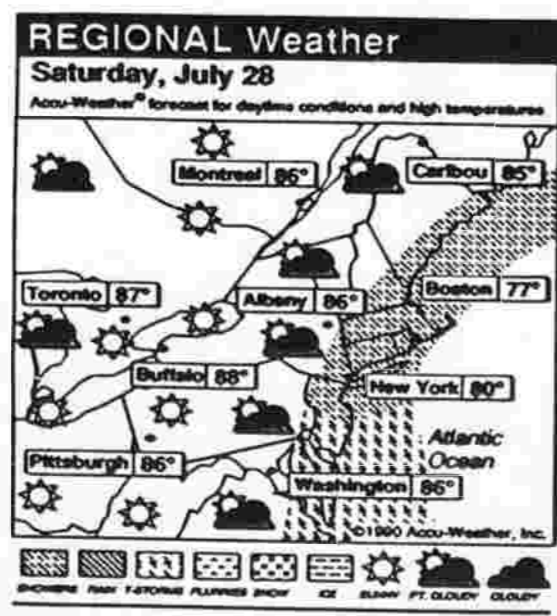 REGIONAL Weather
Saturday, July 28
Accu-Weather® forecast for daytime conditions and high temperatures
Montreal 86°
Caribou 85°
Toronto 87°
Albany 86°
Boston 77°
Buffalo 88°
New York 80°
Atlantic
Ocean
Pittsburgh 86°
Washington 86°
©1990 Accu-Weather, Inc.
SHOWERS RAIN T-STORMS FLURRIES SNOW ICE SUNNY PT. CLOUDY CLOUDY